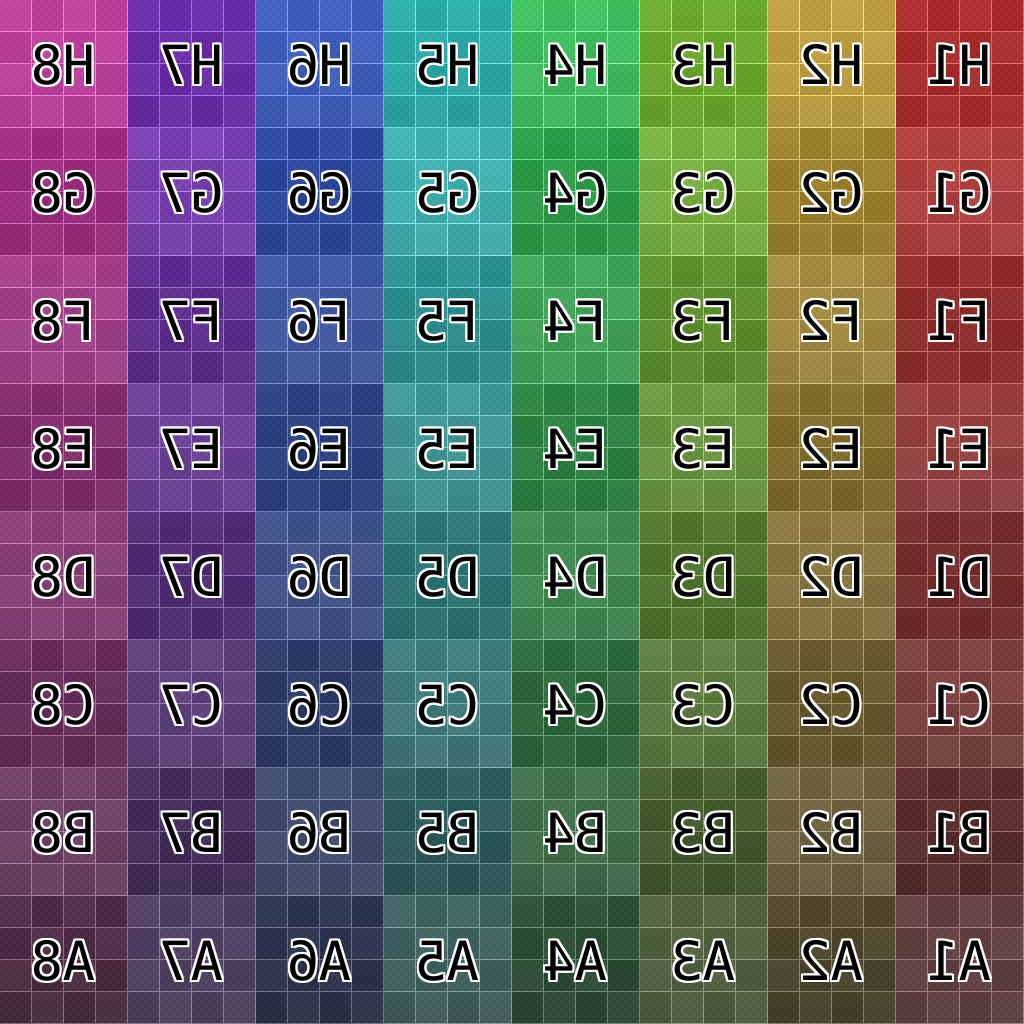 H1 H2 H3 H4 H5 H6 H7 H8
G1 G2 G3 G4 G5 G6 G7 G8
F1 F2 F3 F4 F5 F6 F7 F8
E1 E2 E3 E4 E5 E6 E7 E8
D1 D2 D3 D4 D5 D6 D7 D8
C1 C2 C3 C4 C5 C6 C7 C8
B1 B2 B3 B4 B5 B6 B7 B8
A1 A2 A3 A4 A5 A6 A7 A8